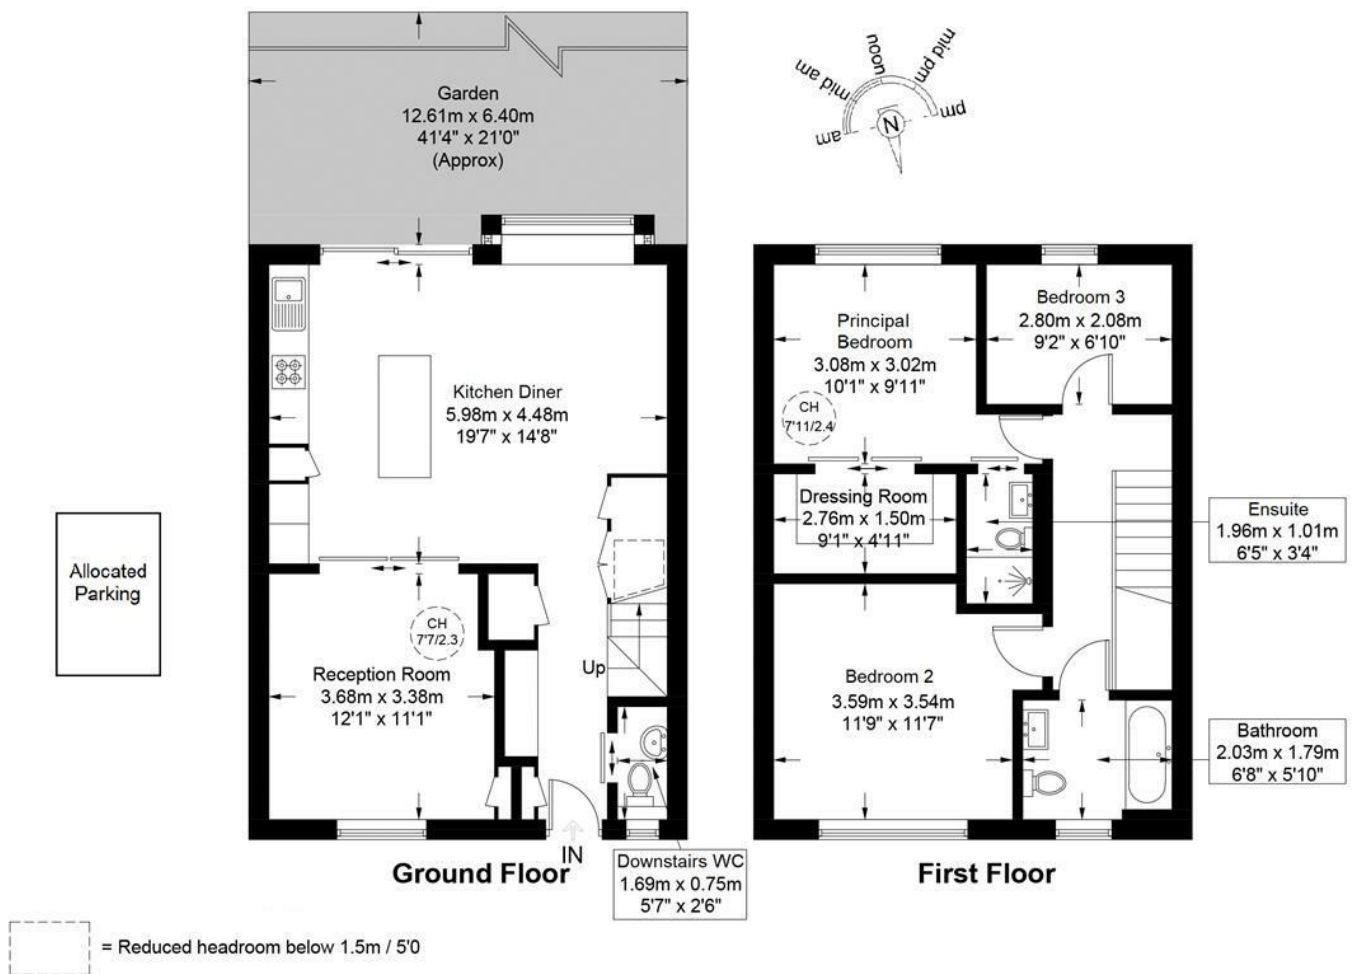 Garden
12.61m x 6.40m
41'4" x 21'0"
(Approx)
am
mid am
noon
mid pm
pm
N
Kitchen Diner
5.98m x 4.48m
19'7" x 14'8"
Allocated
Parking
CH
7'7/2.3
Reception Room
3.68m x 3.38m
12'1" x 11'1"
Up
IN
Ground Floor
Downstairs WC
1.69m x 0.75m
5'7" x 2'6"
Principal
Bedroom
3.08m x 3.02m
10'1" x 9'11"
CH
7'11/2.4
Bedroom 3
2.80m x 2.08m
9'2" x 6'10"
Dressing Room
2.76m x 1.50m
9'1" x 4'11"
Ensuite
1.96m x 1.01m
6'5" x 3'4"
Bedroom 2
3.59m x 3.54m
11'9" x 11'7"
Bathroom
2.03m x 1.79m
6'8" x 5'10"
First Floor
= Reduced headroom below 1.5m / 5'0